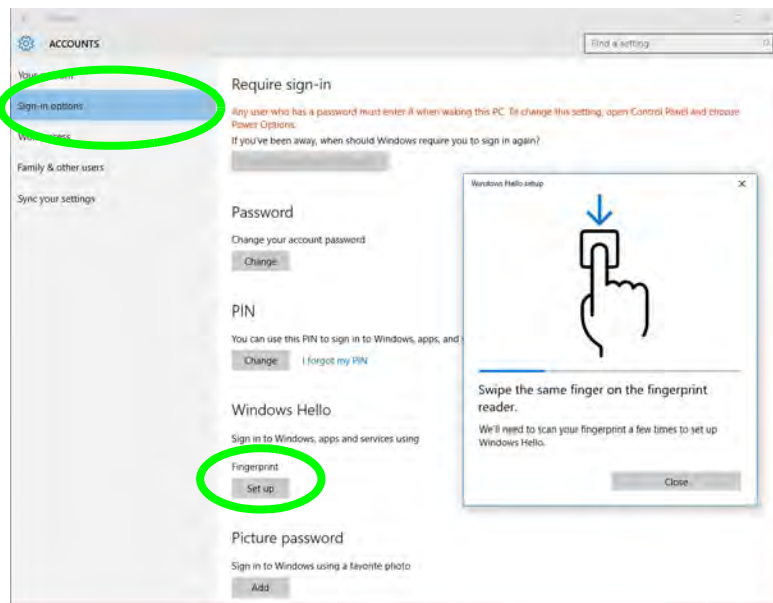 ACCOUNTS
Find a setting
Sign-in options
Family & other users
Sync your settings
Require sign-in
Any user who has a password must enter it when waking this PC. To change this setting, open Control Panel and choose
Power Options.
If you've been away, when should Windows require you to sign in again?
Password
Change your account password
Change
PIN
You can use this PIN to sign in to Windows, apps, and
Change I forgot my PIN
Windows Hello
Sign in to Windows, apps and services using
Fingerprint
Set up
Picture password
Sign in to Windows using a favorite photo
Add
Windows Hello setup
Swipe the same finger on the fingerprint
reader.
We'll need to scan your fingerprint a few times to set up
Windows Hello.
Close